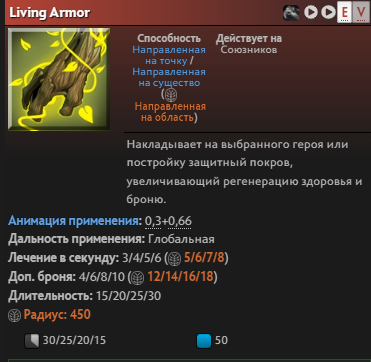 Living Armor
E V
Способность
Действует на
Направленная
Союзников
на точку /
Направленная
на существо
(
Направленная
на область)
Накладывает на выбранного героя или
постройку защитный покров,
увеличивающий регенерацию здоровья и
броню.
Анимация применения: 0,3+0,66
Дальность применения: Глобальная
Лечение в секунду: 3/4/5/6 ( 5/6/7/8)
Доп. броня: 4/6/8/10 ( 12/14/16/18)
Длительность: 15/20/25/30
Радиус: 450
30/25/20/15 50